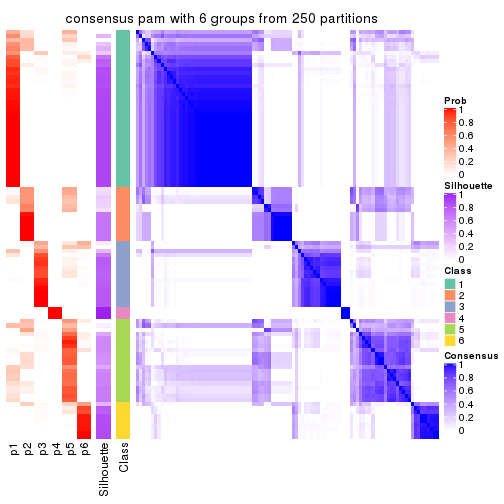 consensus pam with 6 groups from 250 partitions
p1
p2
p3
p4
p5
p6
Silhouette
Class
Prob
1
0.8
0.6
0.4
0.2
0
Silhouette
1
0.8
0.6
0.4
0.2
0
Class
1
2
3
4
5
6
Consensus
1
0.8
0.6
0.4
0.2
0